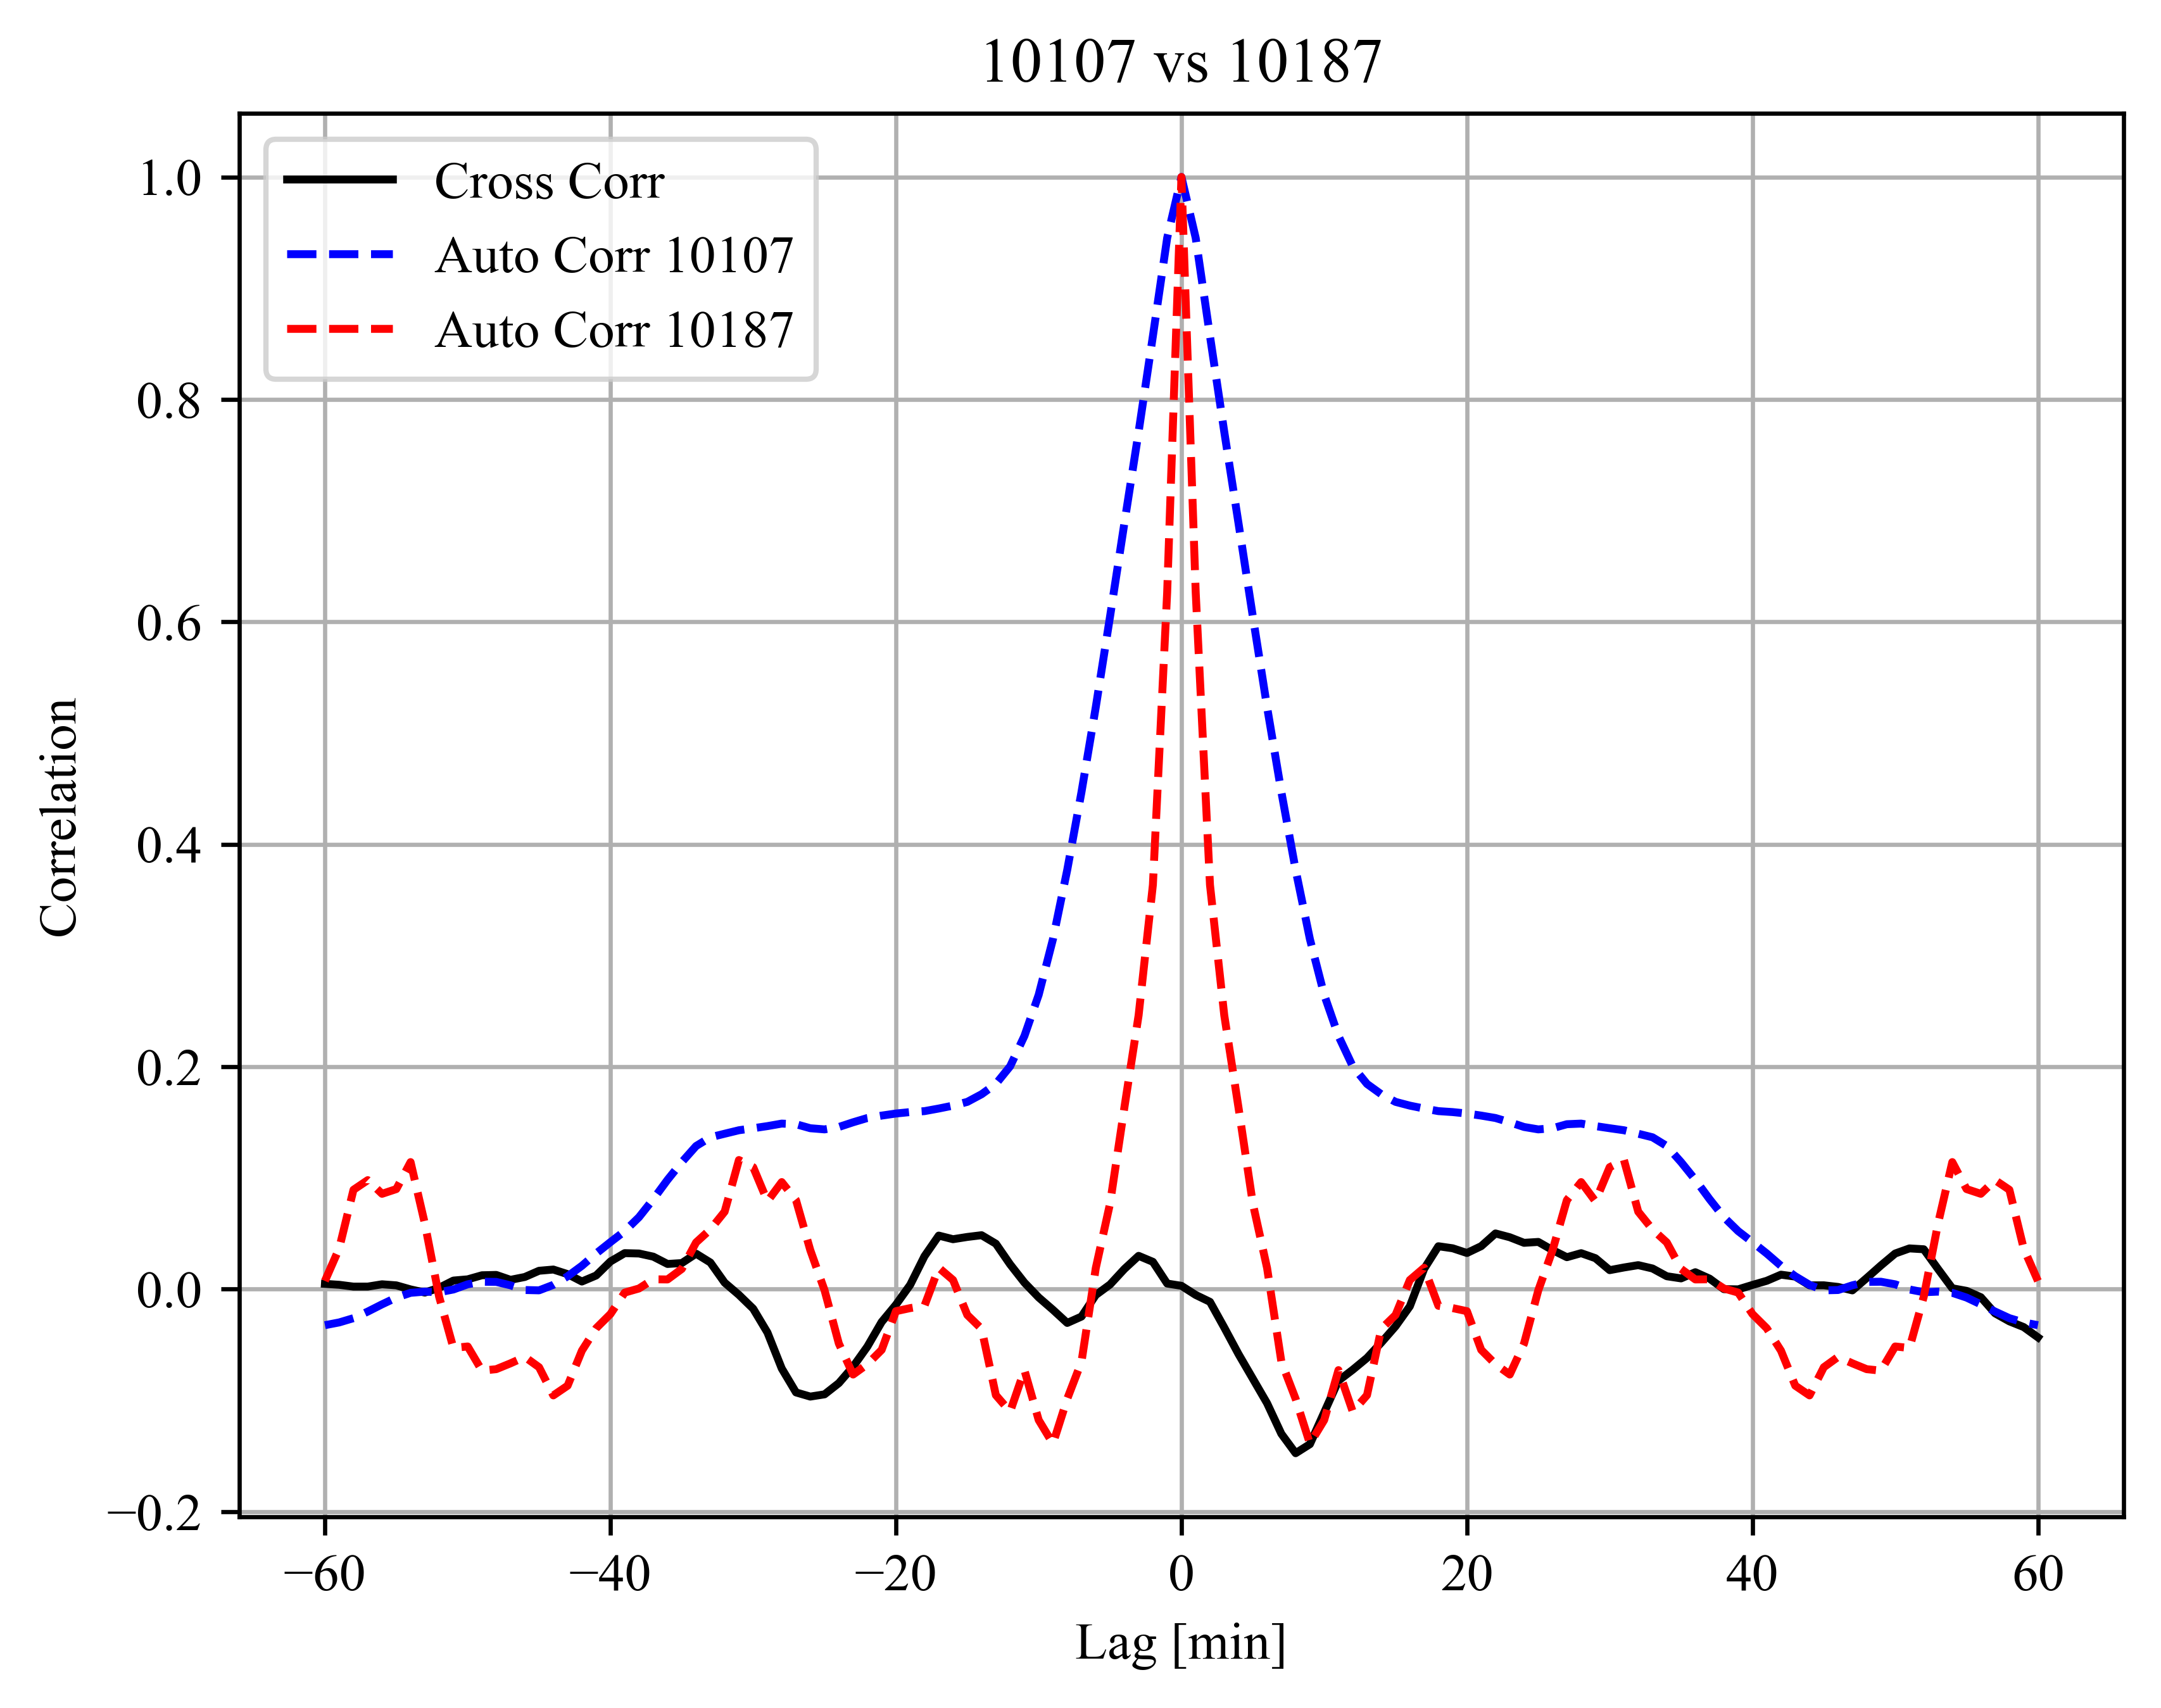 10107 vs 10187
Cross Corr
Auto Corr 10107
Auto Corr 10187
1.0
0.8
0.6
0.4
0.2
0.0
−0.2
Correlation
−60 −40 −20 0 20 40 60
Lag [min]